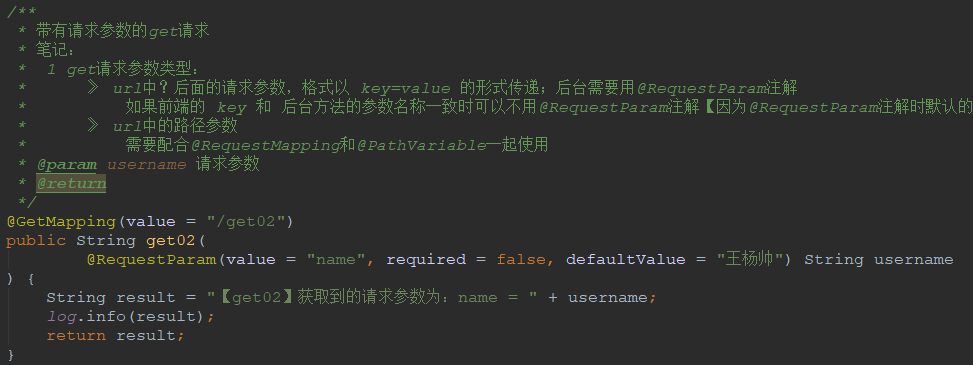 /**
 * 带有请求参数的get请求
 * 笔记:
 *  1 get请求参数类型:
 *      》 url中？后面的请求参数，格式以 key=value 的形式传递；后台需要用@RequestParam注解
 *          如果前端的 key 和 后台方法的参数名称一致时可以不用@RequestParam注解【因为@RequestParam注解时默认的
 *      》 url中的路径参数
 *          需要配合@RequestMapping和@PathVariable一起使用
 * @param username 请求参数
 * @return
 */
@GetMapping(value = "/get02")
public String get02(
        @RequestParam(value = "name", required = false, defaultValue = "王杨帅") String username
) {
    String result = "【get02】获取到的请求参数为：name = " + username;
    log.info(result);
    return result;
}